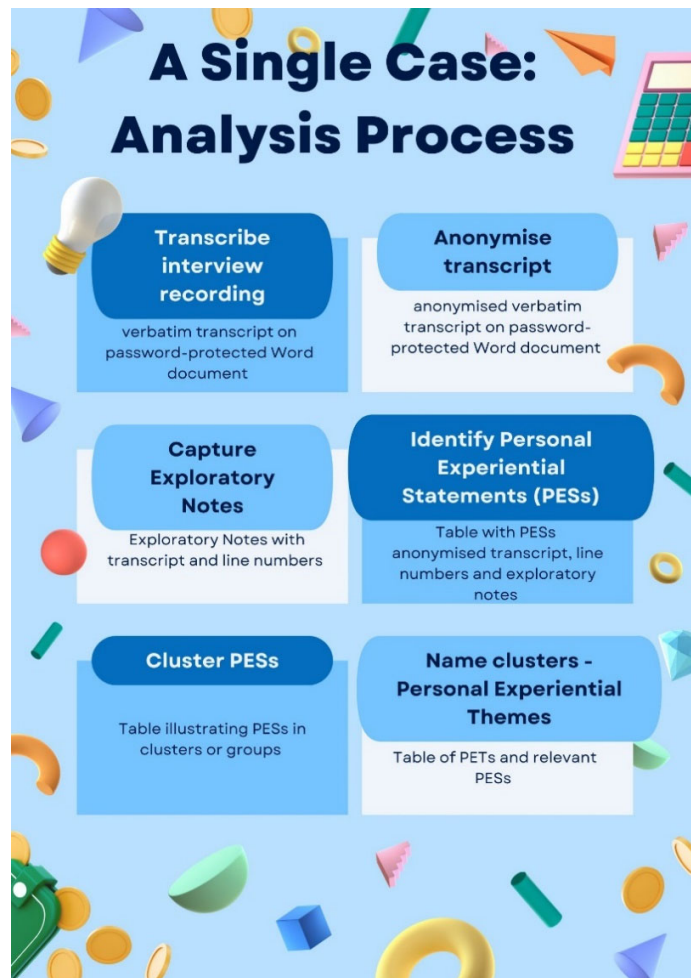 A Single Case:
Analysis Process
Transcribe
interview
recording
verbatim transcript on
password-protected Word
document
Anonymise
transcript
anonymised verbatim
transcript on password-
protected Word document
Capture
Exploratory
Notes
Exploratory Notes with
transcript and line numbers
Identify Personal
Experiential
Statements (PESs)
Table with PESs
anonymised transcript, line
numbers and exploratory
notes
Cluster PESs
Table illustrating PESs in
clusters or groups
Name clusters -
Personal Experiential
Themes
Table of PETs and relevant
PESs